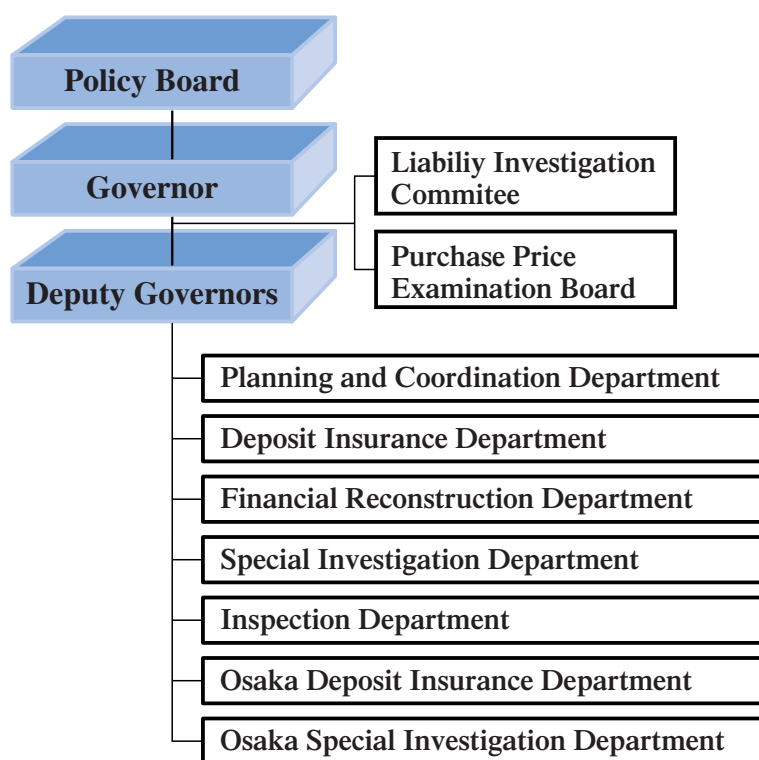 Policy Board
Governor
Liabiliy Investigation
Commitee
Purchase Price
Examination Board
Deputy Governors
Planning and Coordination Department
Deposit Insurance Department
Financial Reconstruction Department
Special Investigation Department
Inspection Department
Osaka Deposit Insurance Department
Osaka Special Investigation Department